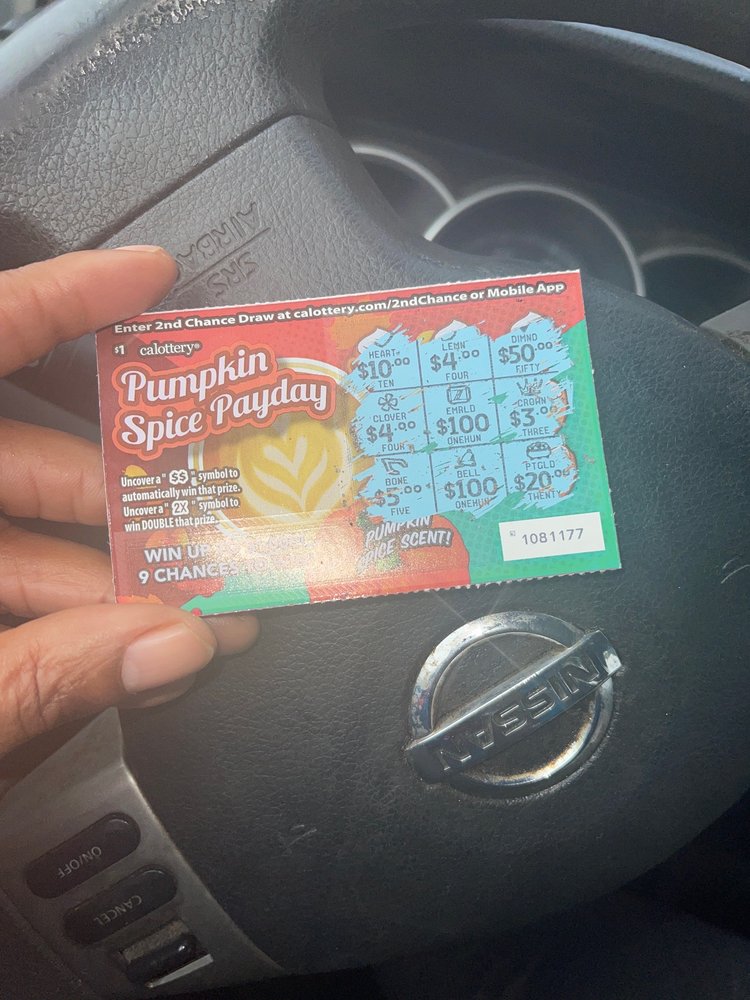 SRS
AIRBA
Enter 2nd Chance Draw at calottery.com/2ndChance or Mobile App
$1 calottery®
Pumpkin
Spice Payday
Uncover a "$$" symbol to
automatically win that prize.
Uncover a "2X" symbol to
win DOUBLE that prize.
WIN UP
9 CHANCES
HEART
$10.00
TEN
LEMN
$4.00
FOUR
DIMND
$50.00
FIFTY
CLOVER
$4.00
FOUR
EMRLD
$100
ONEHUN
CROWN
$3.00
THREE
BONE
$5.00
FIVE
BELL
$100
ONEHUN
PTGLD
$20.00
TWENTY
PUMPKIN
SPICE SCENT!
1081177
NISSAN
ON/OFF
CANCEL